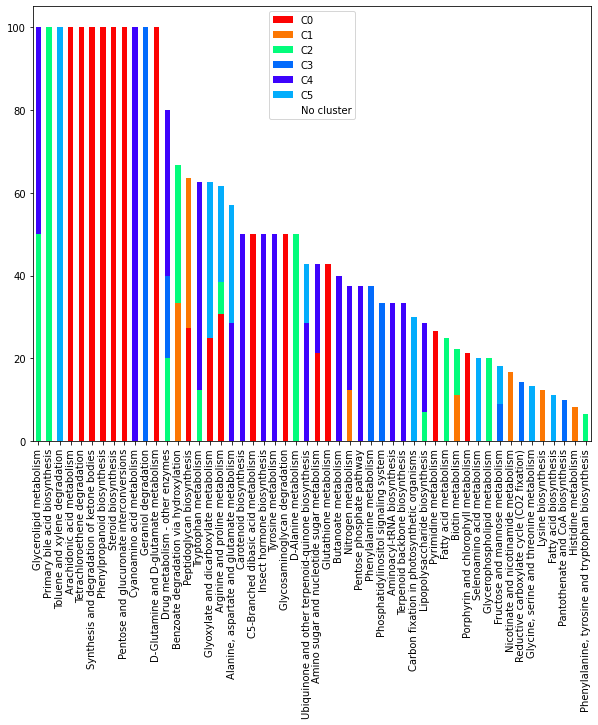 C0
C1
C2
C3
C4
C5
No cluster
100
80
60
40
20
0
Glycerolipid metabolism
Primary bile acid biosynthesis
Toluene and xylene degradation
Arachidonic acid metabolism
Tetrachloroethene degradation
Synthesis and degradation of ketone bodies
Phenylpropanoid biosynthesis
Steroid biosynthesis
Pentose and glucuronate interconversions
Cyanoamino acid metabolism
Geraniol degradation
D-Glutamine and D-glutamate metabolism
Drug metabolism - other enzymes
Benzoate degradation via hydroxylation
Peptidoglycan biosynthesis
Tryptophan metabolism
Glyoxylate and dicarboxylate metabolism
Arginine and proline metabolism
Alanine, aspartate and glutamate metabolism
Carotenoid biosynthesis
C5-Branched dibasic acid metabolism
Insect hormone biosynthesis
Tyrosine metabolism
Glycosaminoglycan degradation
D-Alanine metabolism
Ubiquinone and other terpenoid-quinone biosynthesis
Amino sugar and nucleotide sugar metabolism
Glutathione metabolism
Butanoate metabolism
Nitrogen metabolism
Pentose phosphate pathway
Phenylalanine metabolism
Phosphatidylinositol signaling system
Aminoacyl-tRNA biosynthesis
Terpenoid backbone biosynthesis
Carbon fixation in photosynthetic organisms
Lipopolysaccharide biosynthesis
Pyrimidine metabolism
Fatty acid metabolism
Biotin metabolism
Porphyrin and chlorophyll metabolism
Selenoamino acid metabolism
Glycerophospholipid metabolism
Fructose and mannose metabolism
Nicotinate and nicotinamide metabolism
Reductive carboxylate cycle (CO2 fixation)
Glycine, serine and threonine metabolism
Lysine biosynthesis
Fatty acid biosynthesis
Pantothenate and CoA biosynthesis
Histidine metabolism
Phenylalanine, tyrosine and tryptophan biosynthesis